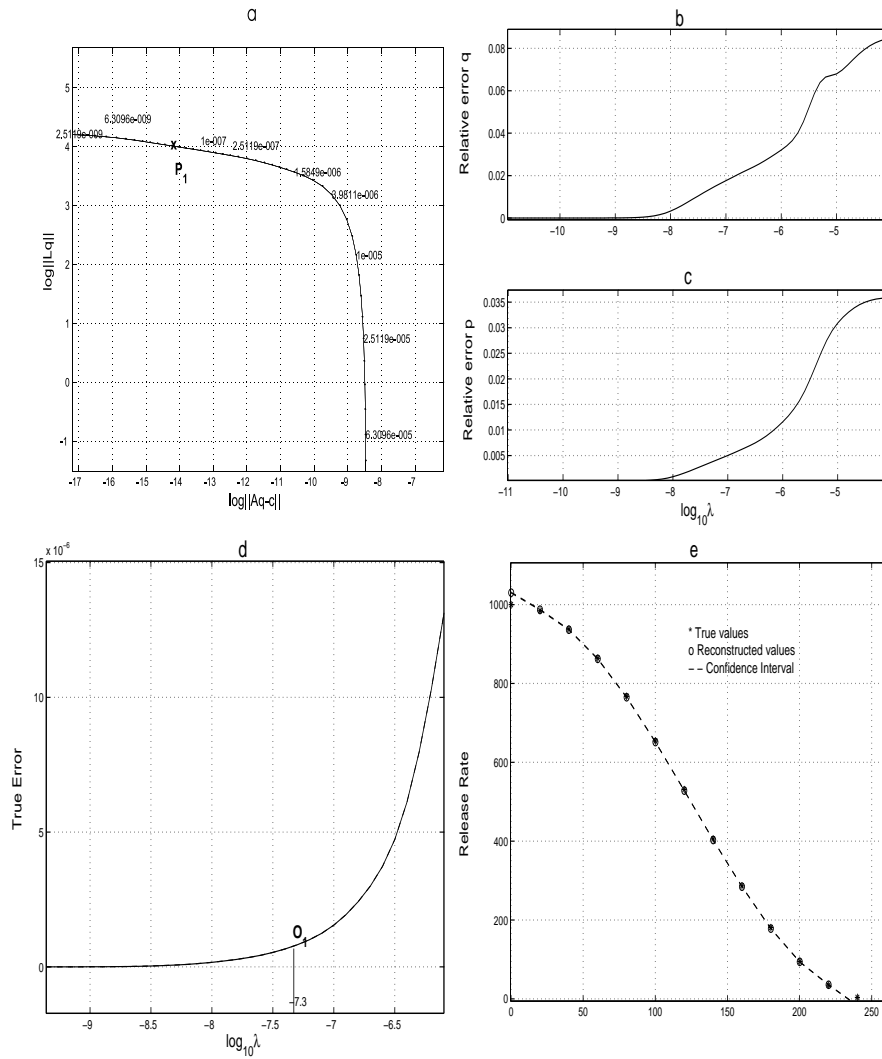 a
5
4
3
2
1
0
-1
2.5119e-009
6.3096e-009
1e-007
2.5119e-007
1.5849e-006
3.9811e-006
1e-005
2.5119e-005
6.3096e-005
x
P1
log||Lq||
-17 -16 -15 -14 -13 -12 -11 -10 -9 -8 -7
log||Aq-c||
b
0.08
0.06
0.04
0.02
0
Relative error q
−10 −9 −8 −7 −6 −5
c
0.035
0.03
0.025
0.02
0.015
0.01
0.005
Relative error p
−11 −10 −9 −8 −7 −6 −5
log10λ
d
x 10−6
15
10
5
0
True Error
O1
−7.3
−9 −8.5 −8 −7.5 −7 −6.5
log10λ
e
1000
800
600
400
200
0
Release Rate
* True values
o Reconstructed values
− − Confidence Interval
0 50 100 150 200 250